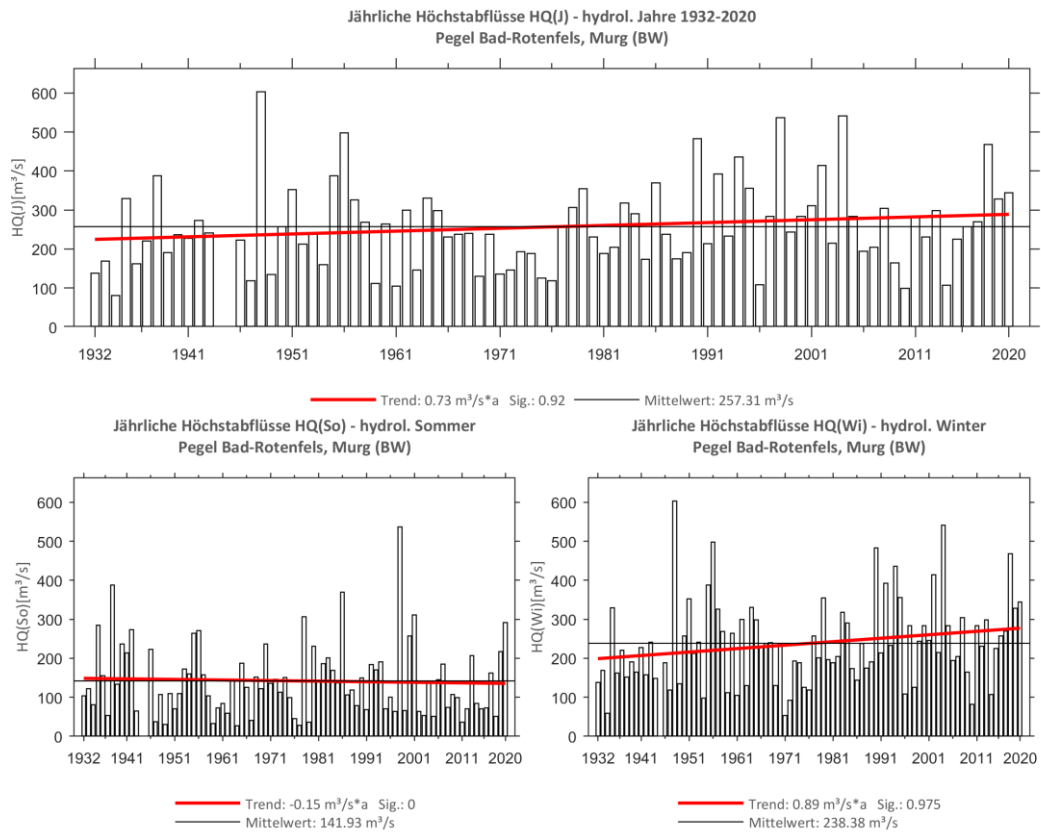 Jährliche Höchstabflüsse HQ(J) - hydrol. Jahre 1932-2020
Pegel Bad-Rotenfels, Murg (BW)
HQ(J)[m³/s]
600
500
400
300
200
100
0
1932 1941 1951 1961 1971 1981 1991 2001 2011 2020
Trend: 0.73 m³/s*a Sig.: 0.92 Mittelwert: 257.31 m³/s
Jährliche Höchstabflüsse HQ(So) - hydrol. Sommer
Pegel Bad-Rotenfels, Murg (BW)
HQ(So)[m³/s]
600
500
400
300
200
100
0
1932 1941 1951 1961 1971 1981 1991 2001 2011 2020
Trend: -0.15 m³/s*a Sig.: 0
Mittelwert: 141.93 m³/s
Jährliche Höchstabflüsse HQ(Wi) - hydrol. Winter
Pegel Bad-Rotenfels, Murg (BW)
HQ(Wi)[m³/s]
600
500
400
300
200
100
0
1932 1941 1951 1961 1971 1981 1991 2001 2011 2020
Trend: 0.89 m³/s*a Sig.: 0.975
Mittelwert: 238.38 m³/s